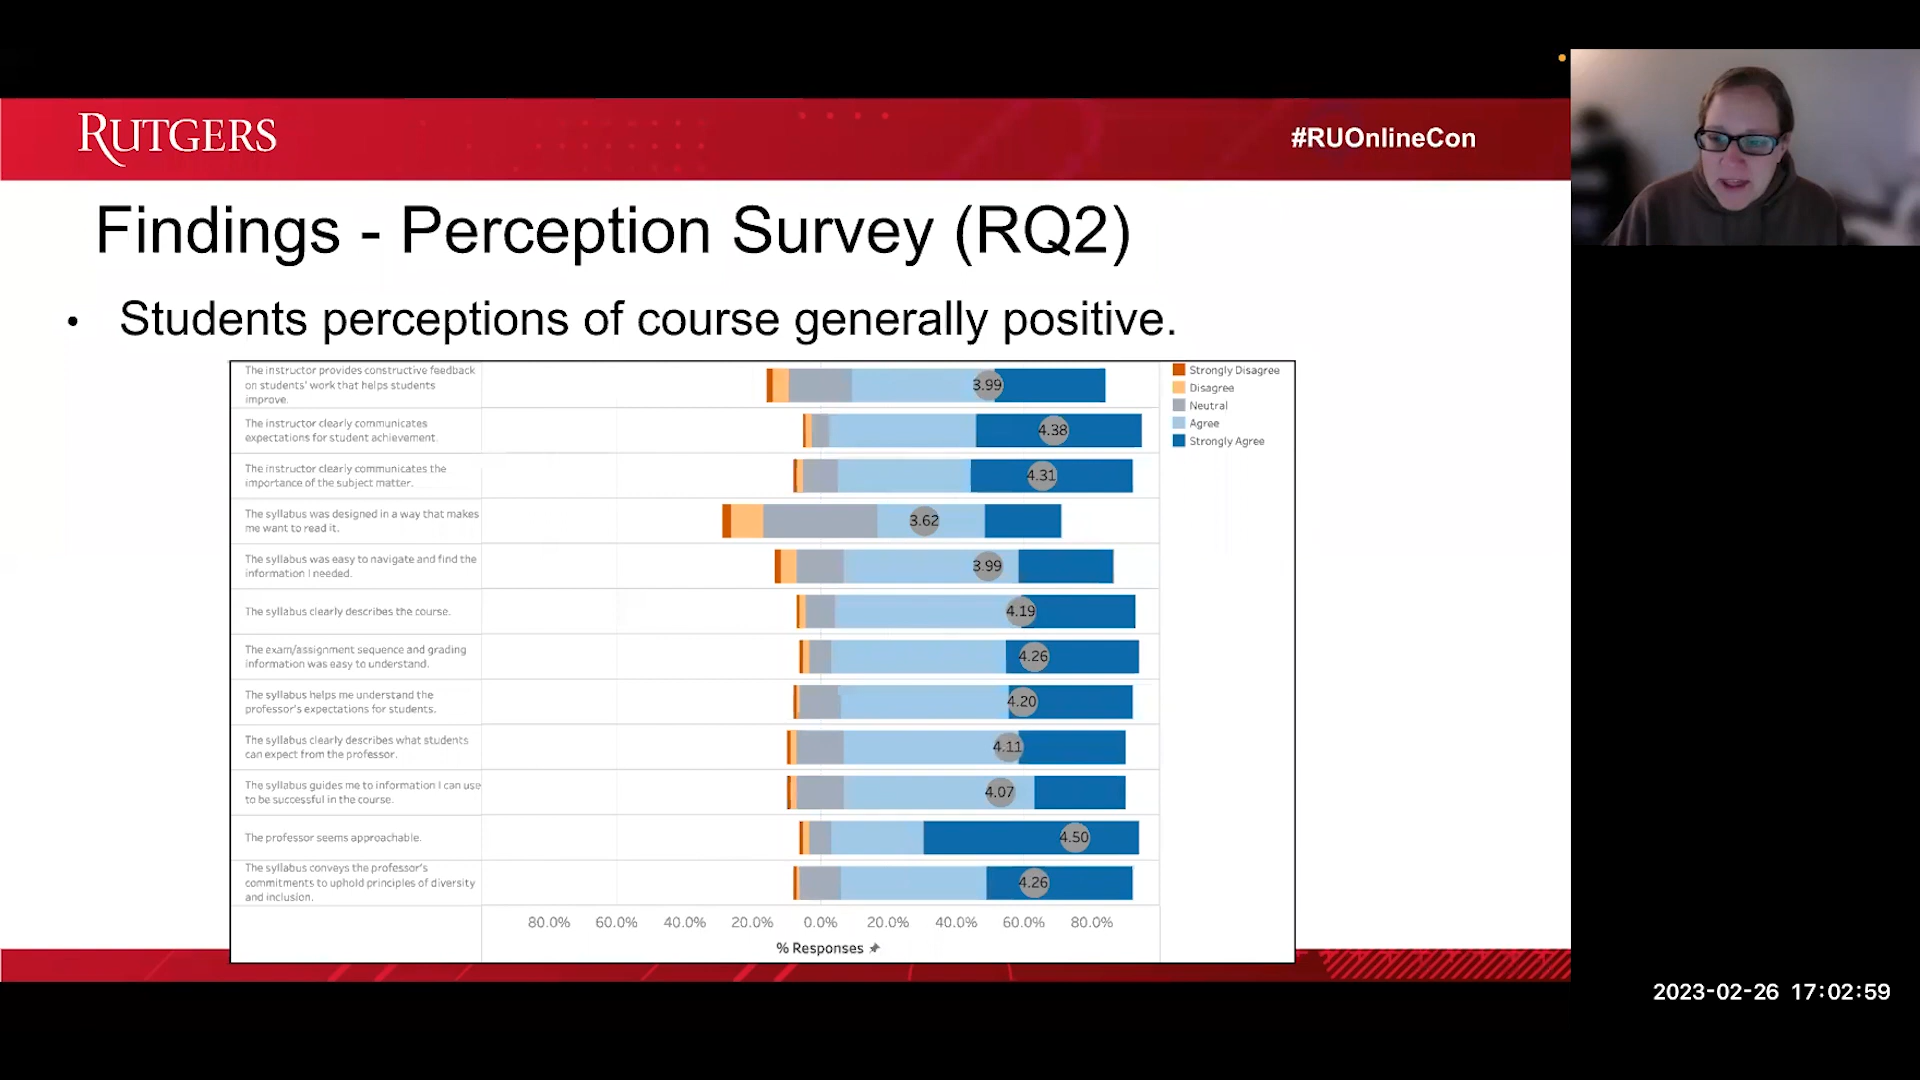 RUTGERS
#RUOnlineCon
Findings - Perception Survey (RQ2)
• Students perceptions of course generally positive.
The instructor provides constructive feedback
on students' work that helps students
improve.
3.99
The instructor clearly communicates
expectations for student achievement.
4.38
The instructor clearly communicates the
importance of the subject matter.
4.31
The syllabus was designed in a way that makes
me want to read it.
3.62
The syllabus was easy to navigate and find the
information I needed.
3.99
The syllabus clearly describes the course.
4.19
The exam/assignment sequence and grading
information was easy to understand.
4.26
The syllabus helps me understand the
professor's expectations for students.
4.20
The syllabus clearly describes what students
can expect from the professor.
4.11
The syllabus guides me to information I can use
to be successful in the course.
4.07
The professor seems approachable.
4.50
The syllabus conveys the professor's
commitments to uphold principles of diversity
and inclusion.
4.26
80.0% 60.0% 40.0% 20.0% 0.0% 20.0% 40.0% 60.0% 80.0%
% Responses
Strongly Disagree
Disagree
Neutral
Agree
Strongly Agree
2023-02-26 17:02:59